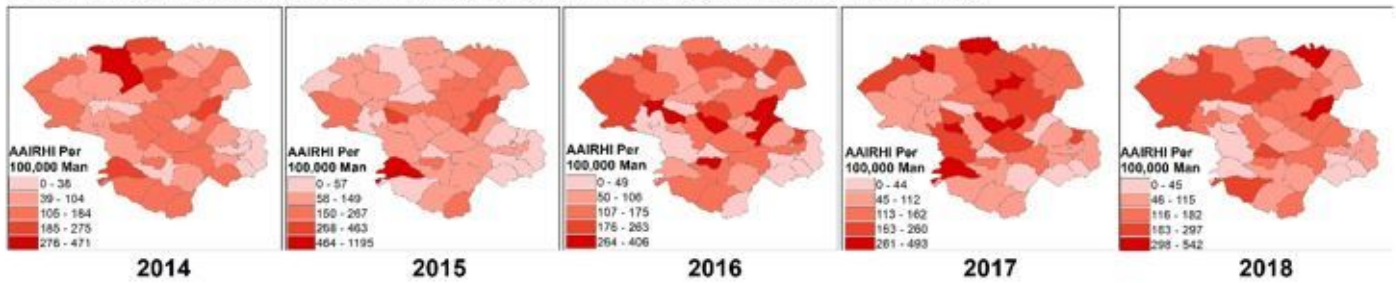 AAIRHI Per
100,000 Man
0 - 38
39 - 104
105 - 184
185 - 275
276 - 471
2014
AAIRHI Per
100,000 Man
0 - 57
58 - 149
150 - 267
268 - 463
464 - 1195
2015
AAIRHI Per
100,000 Man
0 - 49
50 - 106
107 - 175
176 - 263
264 - 406
2016
AAIRHI Per
100,000 Man
0 - 44
45 - 112
113 - 162
163 - 260
261 - 493
2017
AAIRHI Per
100,000 Man
0 - 45
46 - 115
116 - 182
183 - 297
298 - 542
2018